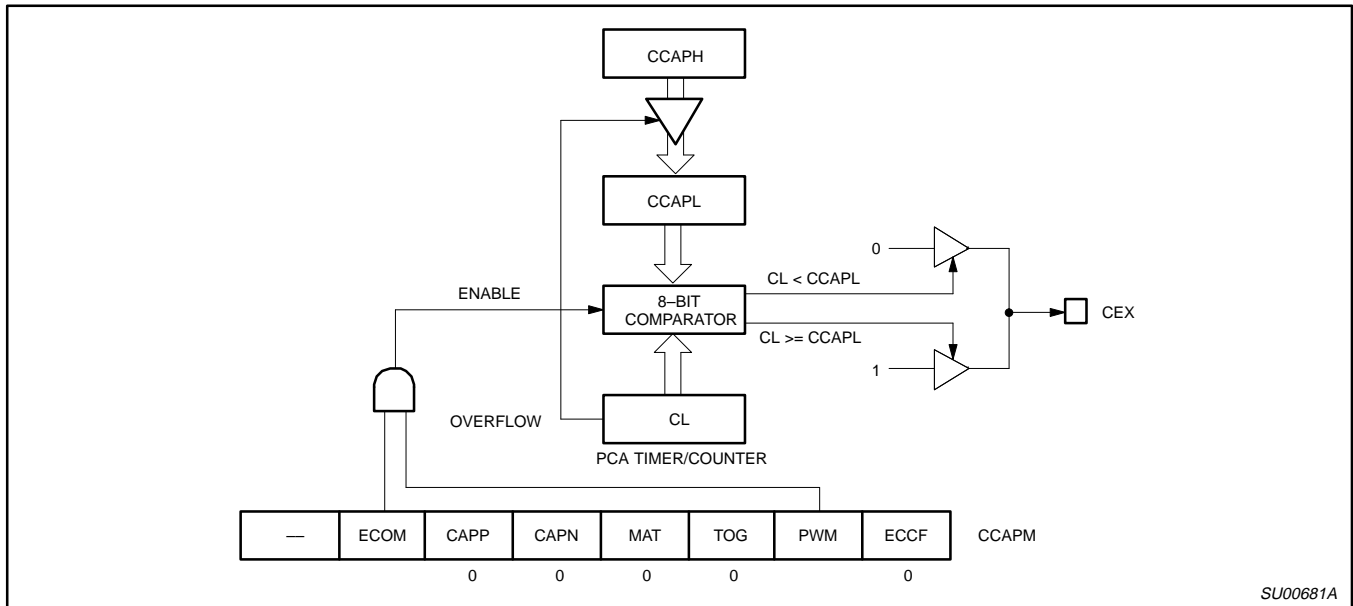 CCAPH
CCAPL
0
CL < CCAPL
ENABLE
8–BIT
COMPARATOR
CEX
CL >= CCAPL
1
OVERFLOW
CL
PCA TIMER/COUNTER
–– ECOM CAPP CAPN MAT TOG PWM ECCF CCAPM
0 0 0 0 0
SU00681A